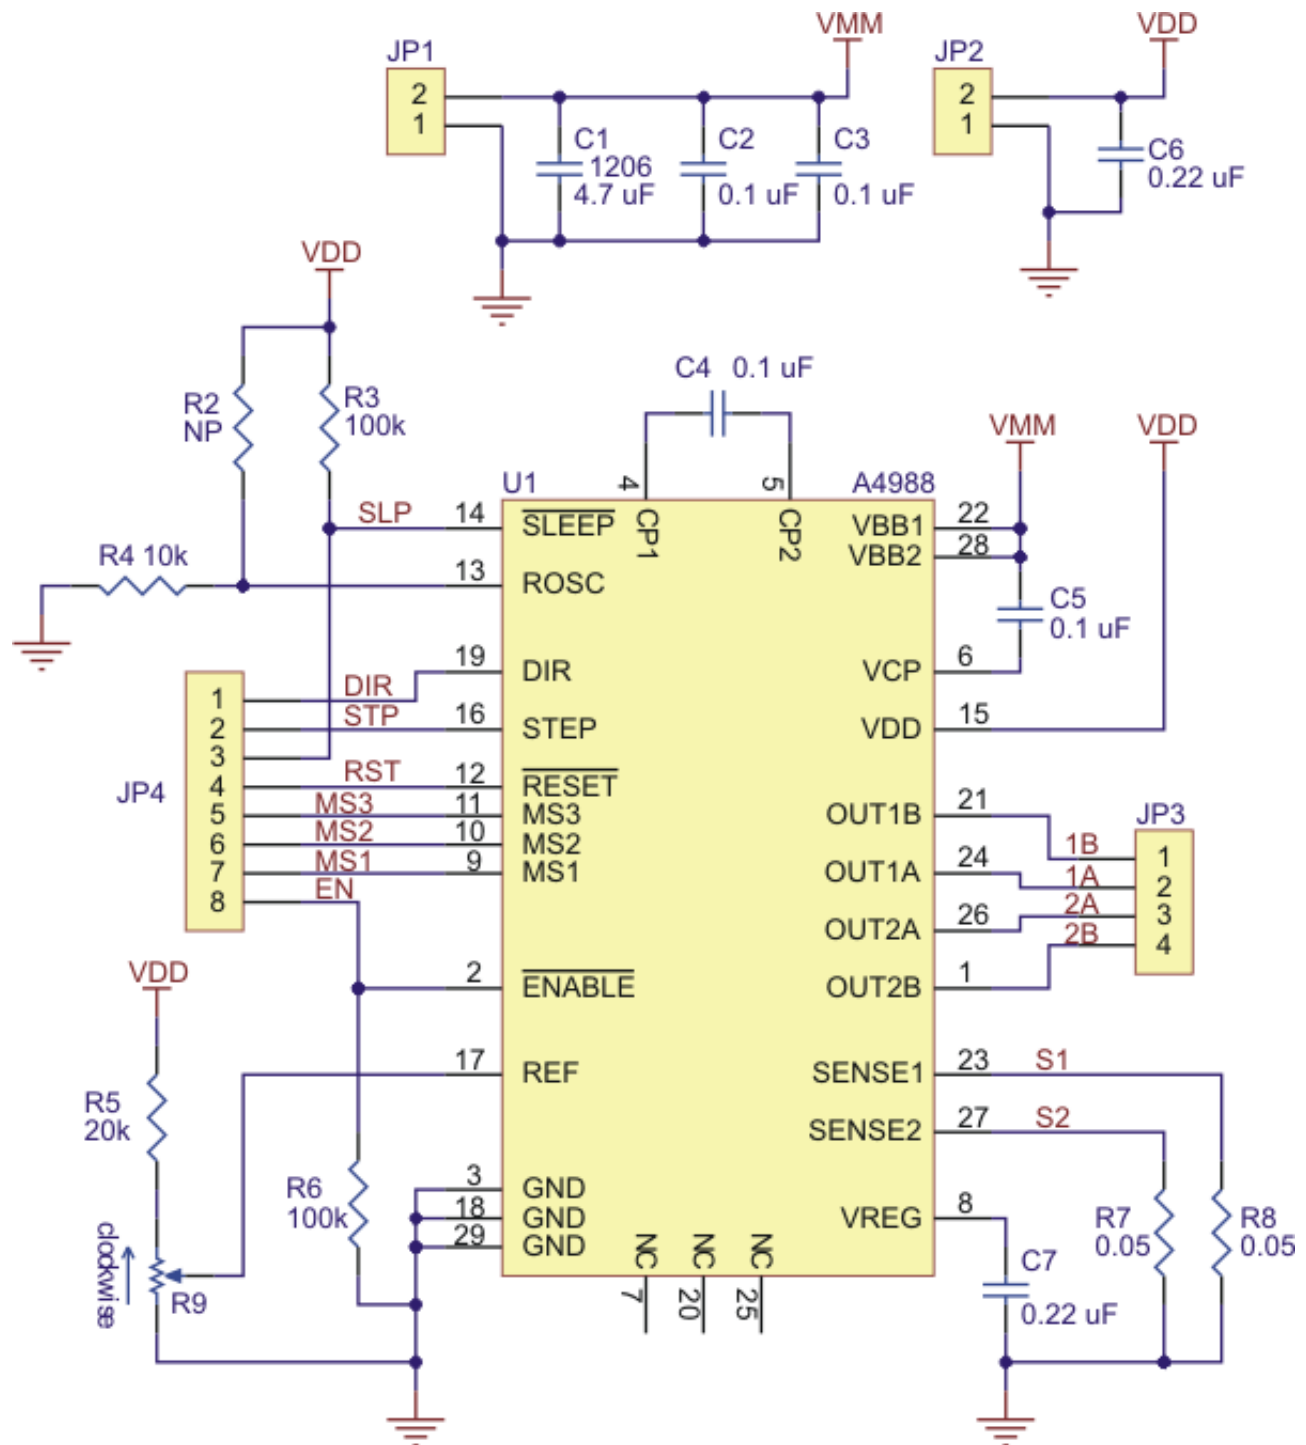 VMM
VDD
JP1
JP2
2
1
2
1
C1
1206
4.7 uF
C2
0.1 uF
C3
0.1 uF
C6
0.22 uF
VDD
R2
NP
R3
100k
C4 0.1 uF
VMM
VDD
U1
4
5
A4988
SLP
14
SLEEP
CP1
CP2
VBB1
22
VBB2
28
R4 10k
13
ROSC
C5
0.1 uF
19
DIR
VCP
6
DIR
1
STP
2
16
STEP
VDD
15
3
JP4
4
RST
12
RESET
5
MS3
11
MS3
6
MS2
10
MS2
7
MS1
9
MS1
8
EN
OUT1B
21
JP3
1B
1
OUT1A
24
1A
2
2A
3
OUT2A
26
2B
4
VDD
2
ENABLE
OUT2B
1
17
REF
SENSE1
23
S1
R5
20k
SENSE2
27
S2
R6
100k
3
GND
18
GND
29
GND
VREG
8
R7
0.05
R8
0.05
clockwise
R9
NC
NC
NC
7
20
25
C7
0.22 uF